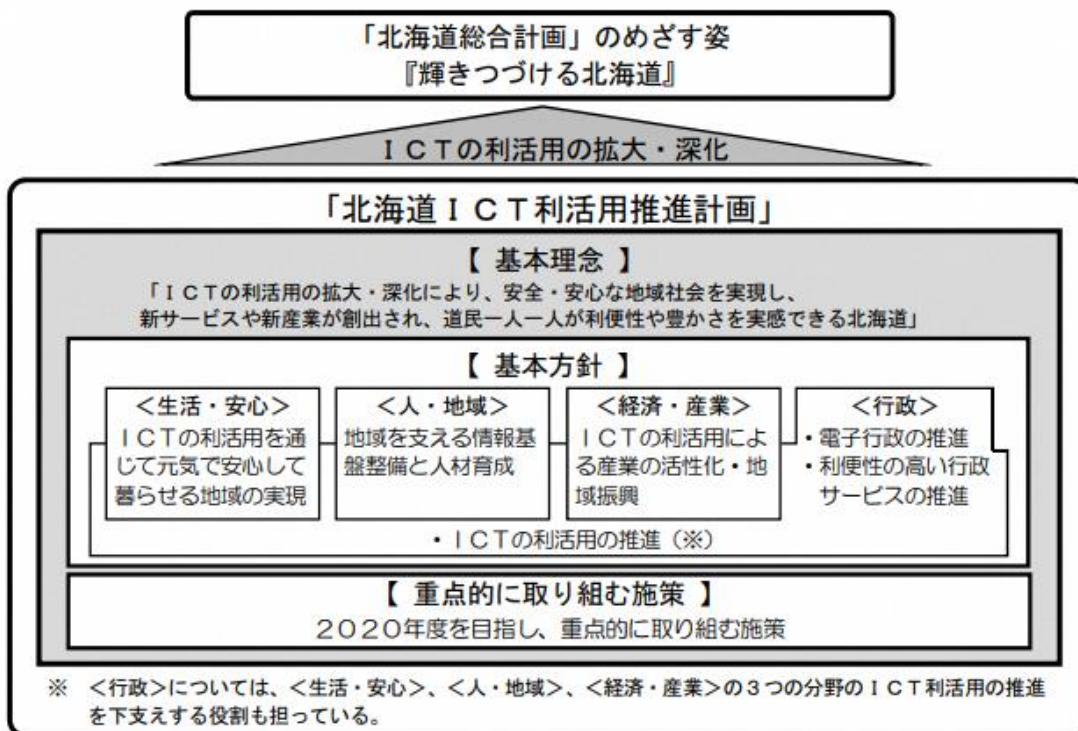 「北海道総合計画」のめざす姿
『輝きつづける北海道』
ＩＣＴの利活用の拡大・深化
「北海道ＩＣＴ利活用推進計画」
【 基本理念 】
「ＩＣＴの利活用の拡大・深化により、安全・安心な地域社会を実現し、
新サービスや新産業が創出され、道民一人一人が利便性や豊かさを実感できる北海道」
【 基本方針 】
＜生活・安心＞
ＩＣＴの利活用を通
じて元気で安心して
暮らせる地域の実現
＜人・地域＞
地域を支える情報基
盤整備と人材育成
＜経済・産業＞
ＩＣＴの利活用によ
る産業の活性化・地
域振興
＜行政＞
・電子行政の推進
・利便性の高い行政
サービスの推進
・ＩＣＴの利活用の推進（※）
【 重点的に取り組む施策 】
２０２０年度を目指し、重点的に取り組む施策
※ ＜行政＞については、＜生活・安心＞、＜人・地域＞、＜経済・産業＞の３つの分野のＩＣＴ利活用の推進
を下支えする役割も担っている。